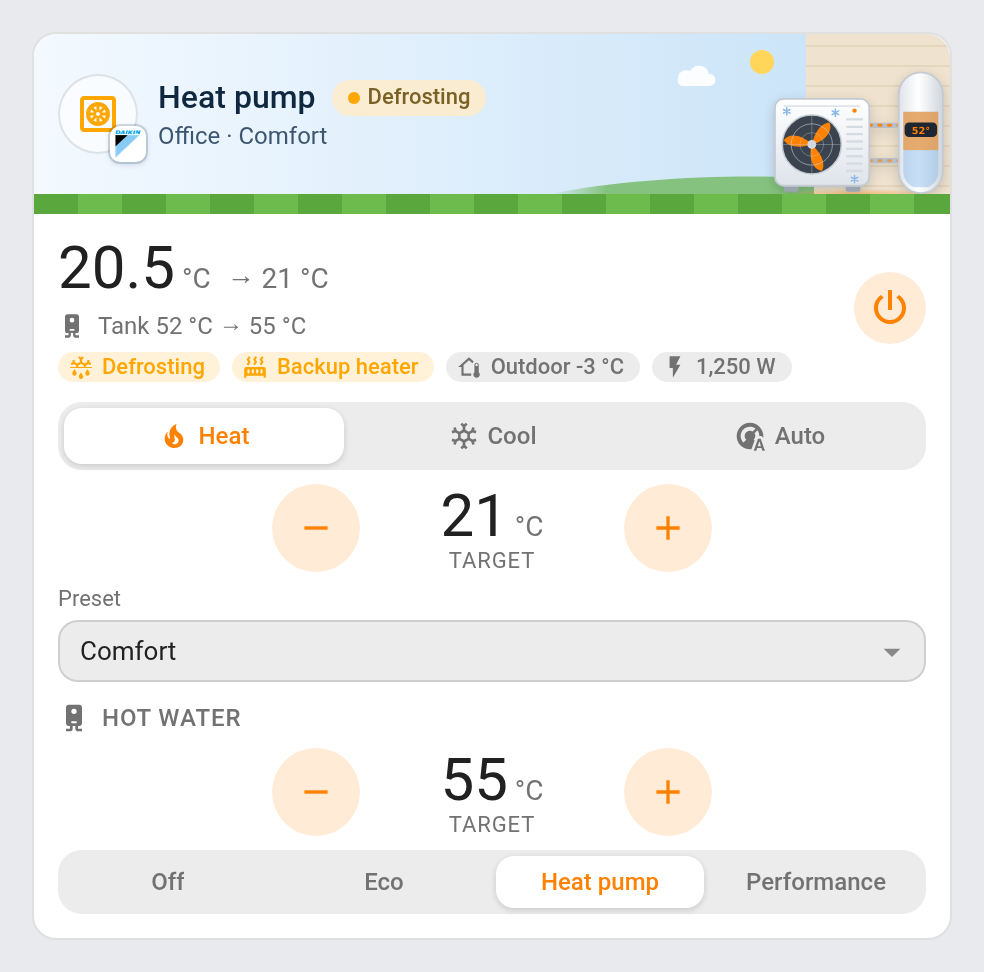 Heat pump
Defrosting
Office · Comfort
DAIKIN
52°
20.5 °C → 21 °C
Tank 52 °C → 55 °C
Defrosting
Backup heater
Outdoor -3 °C
1,250 W
Heat
Cool
Auto
21 °C
TARGET
Preset
Comfort
HOT WATER
55 °C
TARGET
Off
Eco
Heat pump
Performance